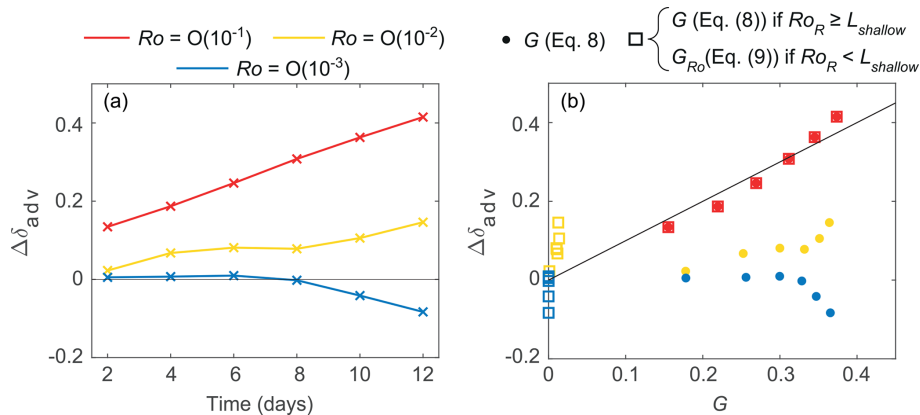 Ro = O(10⁻¹) Ro = O(10⁻²)
Ro = O(10⁻³)
G (Eq. 8)
G (Eq. (8)) if Ro_R ≥ L_shallow
G_Ro(Eq. (9)) if Ro_R < L_shallow
(a)
0.4
0.2
0
-0.2
Δδ_adv
2 4 6 8 10 12
Time (days)
(b)
0.4
0.2
0
-0.2
Δδ_adv
0 0.1 0.2 0.3 0.4
G